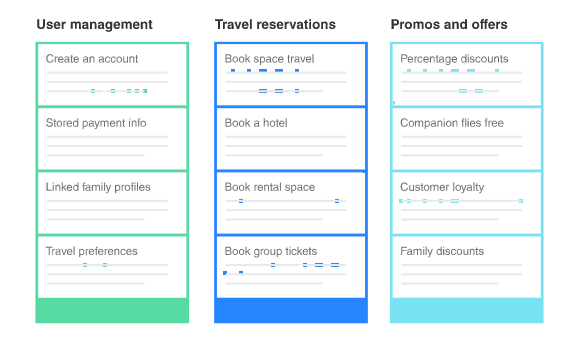 User management
Create an account
Stored payment info
Linked family profiles
Travel preferences
Travel reservations
Book space travel
Book a hotel
Book rental space
Book group tickets
Promos and offers
Percentage discounts
Companion flies free
Customer loyalty
Family discounts